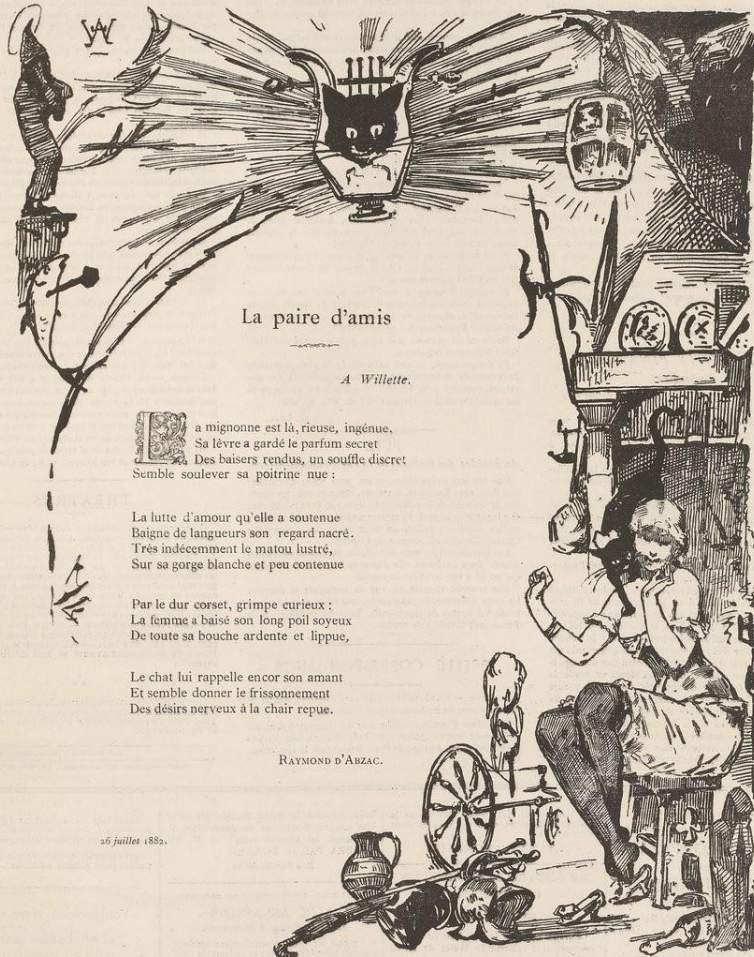 AW
La paire d'amis
A Willette.
La mignonne est là, rieuse, ingénue,
Sa lèvre a gardé le parfum secret
Des baisers rendus, un souffle discret
Semble soulever sa poitrine nue :
La lutte d'amour qu'elle a soutenue
Baigne de langueurs son regard nacré.
Très indécemment le matou lustré,
Sur sa gorge blanche et peu contenue
Par le dur corset, grimpe curieux :
La femme a baisé son long poil soyeux
De toute sa bouche ardente et lippue,
Le chat lui rappelle encor son amant
Et semble donner le frissonnement
Des désirs nerveux à la chair repue.
RAYMOND D'ABZAC.
26 juillet 1882.